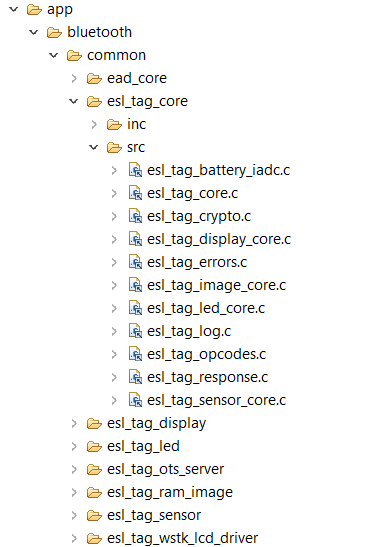 app
bluetooth
common
ead_core
esl_tag_core
inc
src
esl_tag_battery_iadc.c
esl_tag_core.c
esl_tag_crypto.c
esl_tag_display_core.c
esl_tag_errors.c
esl_tag_image_core.c
esl_tag_led_core.c
esl_tag_log.c
esl_tag_opcodes.c
esl_tag_response.c
esl_tag_sensor_core.c
esl_tag_display
esl_tag_led
esl_tag_ots_server
esl_tag_ram_image
esl_tag_sensor
esl_tag_wstk_lcd_driver